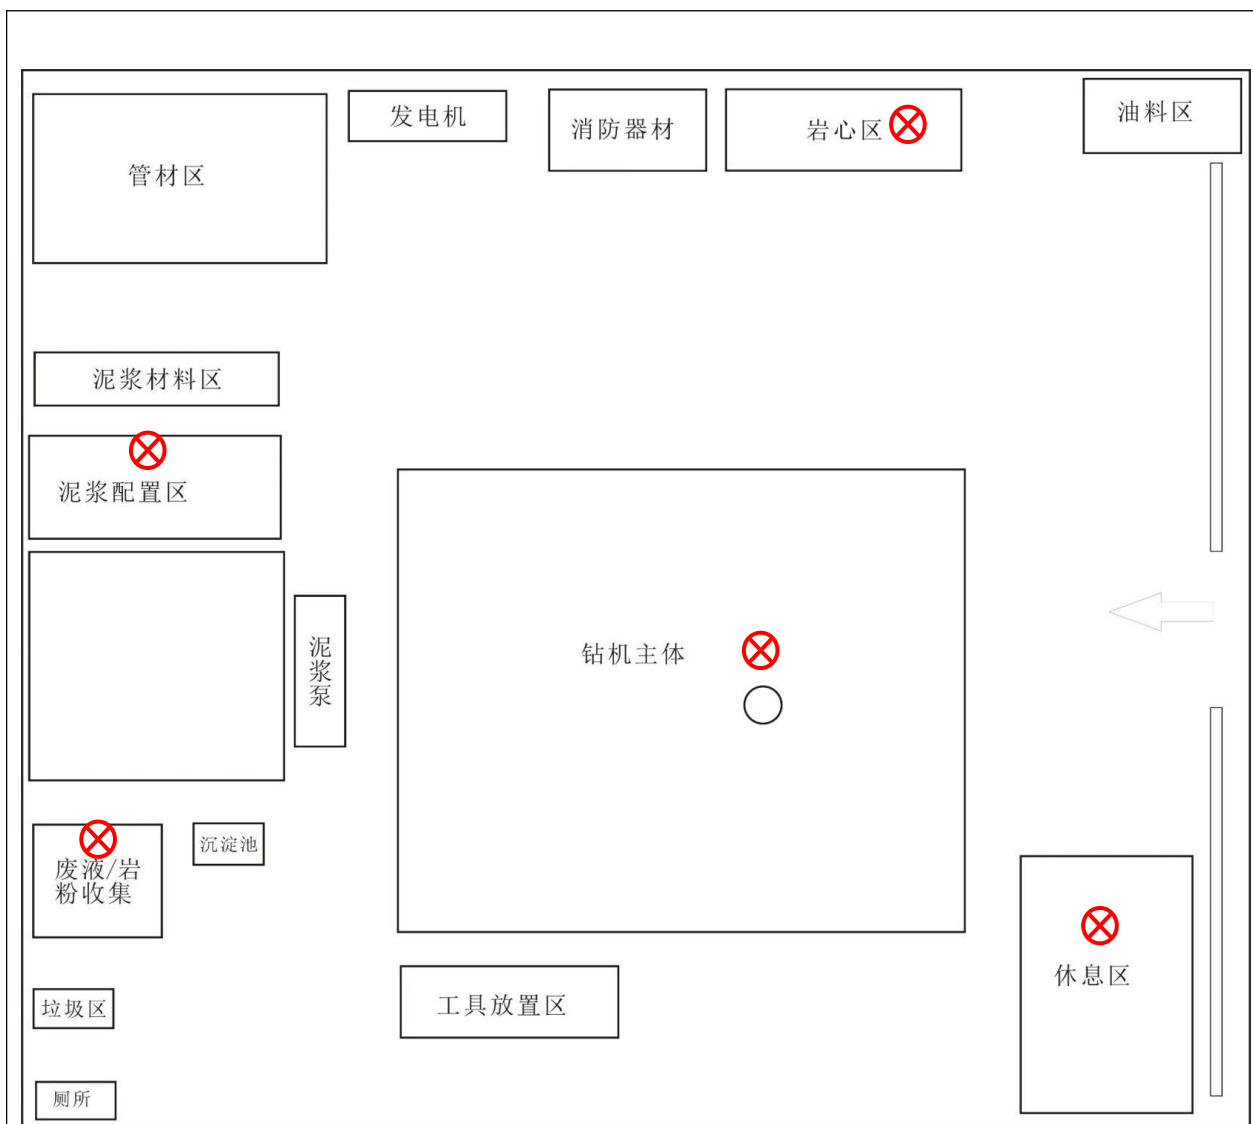 发电机
消防器材
岩心区
油料区
管材区
泥浆材料区
泥浆配置区
泥浆泵
钻机主体
沉淀池
废液/岩
粉收集
休息区
垃圾区
工具放置区
厕所